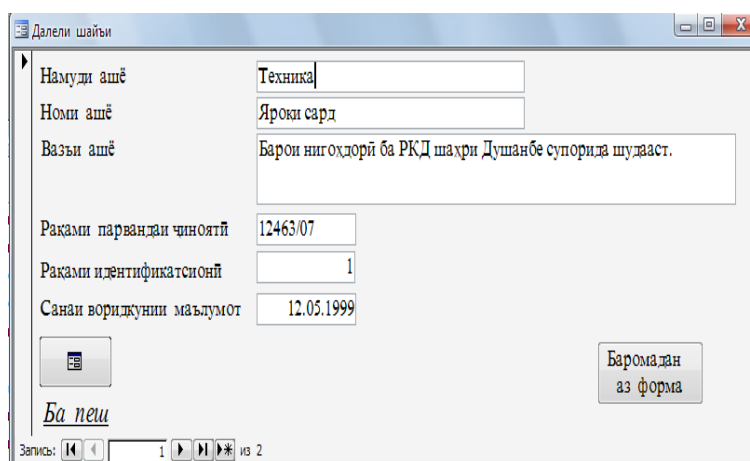 Далели шайъи
Намуди ашё Техника
Номи ашё Яроқи сард
Вазъи ашё Барои нигоҳдорӣ ба РКД шаҳри Душанбе супорида шудааст.
Рақами парвандаи ҷиноятӣ 12463/07
Рақами идентификатсионӣ 1
Санаи воридкунии маълумот 12.05.1999
Баромадан
аз форма
Ба пеш
Запись: 1 из 2